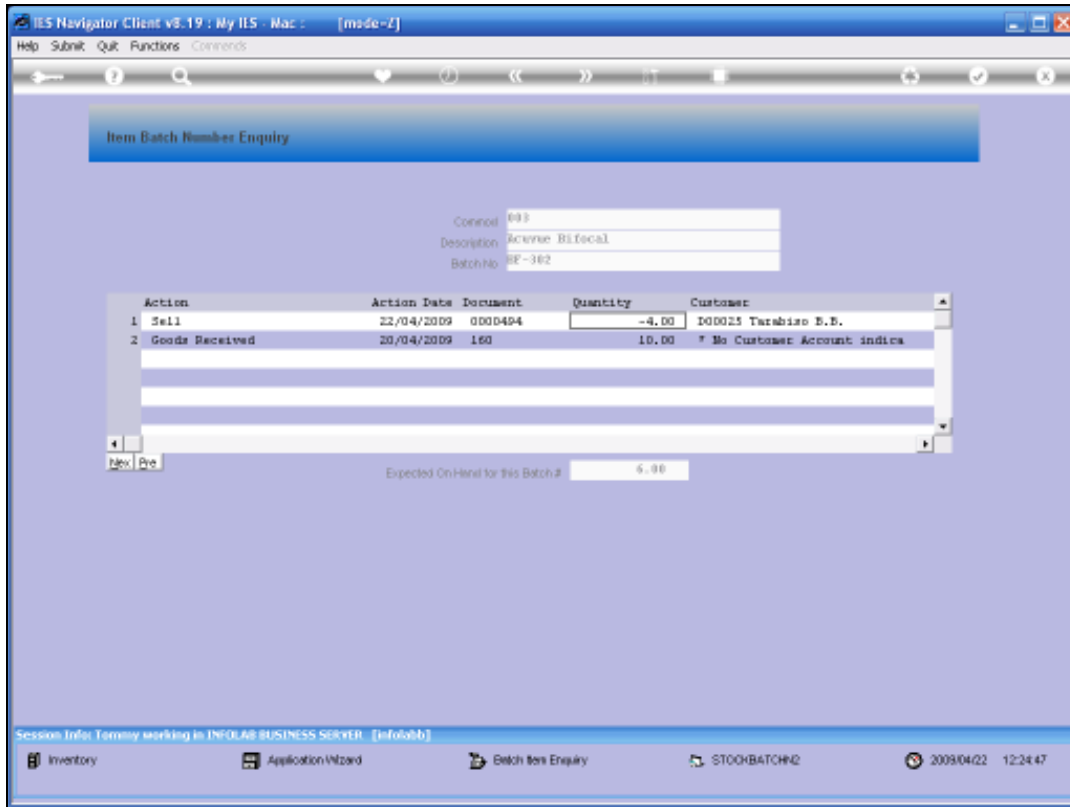 IES Navigator Client v8.19 : My IES - Mac : [mode=Z]
Help Submit Quit Functions Commends
Item Batch Number Enquiry
Commod 003
Description Acuvue Bifocal
Batch No BF-302
Action Action Date Document Quantity Customer
1 Sell 22/04/2009 0000494 -4.00 D00025 Tarabizo B.B.
2 Goods Received 20/04/2009 160 10.00 * No Customer Account indica
Nex Pre
Expected On Hand for this Batch # 6.00
Session Info: Tommy working in INFOLAB BUSINESS SERVER [infolabb]
Inventory Application Wizard Batch Item Enquiry STOCKBATCHN2 2009/04/22 12:24:47